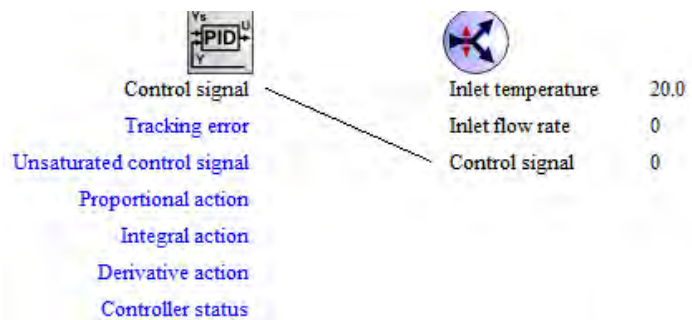 Ys
U
PID
Y
Control signal
Tracking error
Unsaturated control signal
Proportional action
Integral action
Derivative action
Controller status
Inlet temperature 20.0
Inlet flow rate 0
Control signal 0